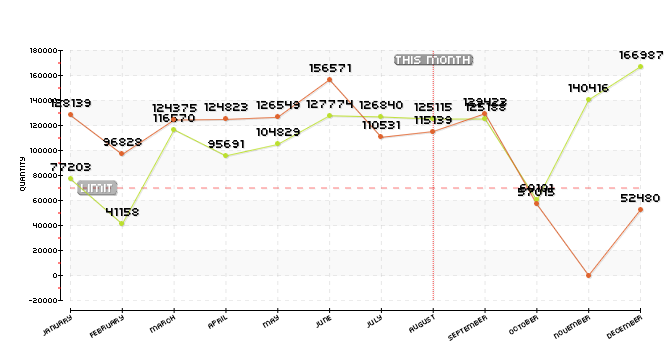 180000
THIS MONTH
166987
160000
156571
140416
140000
128139
124375
124823
126549
127774
126840
125115
129423
125188
120000
116570
110531
115139
104829
100000
96828
95691
80000
77203
LIMIT
60101
57015
60000
52480
41158
40000
20000
0
-20000
QUANTITY
JANUARY
FEBRUARY
MARCH
APRIL
MAY
JUNE
JULY
AUGUST
SEPTEMBER
OCTOBER
NOVEMBER
DECEMBER